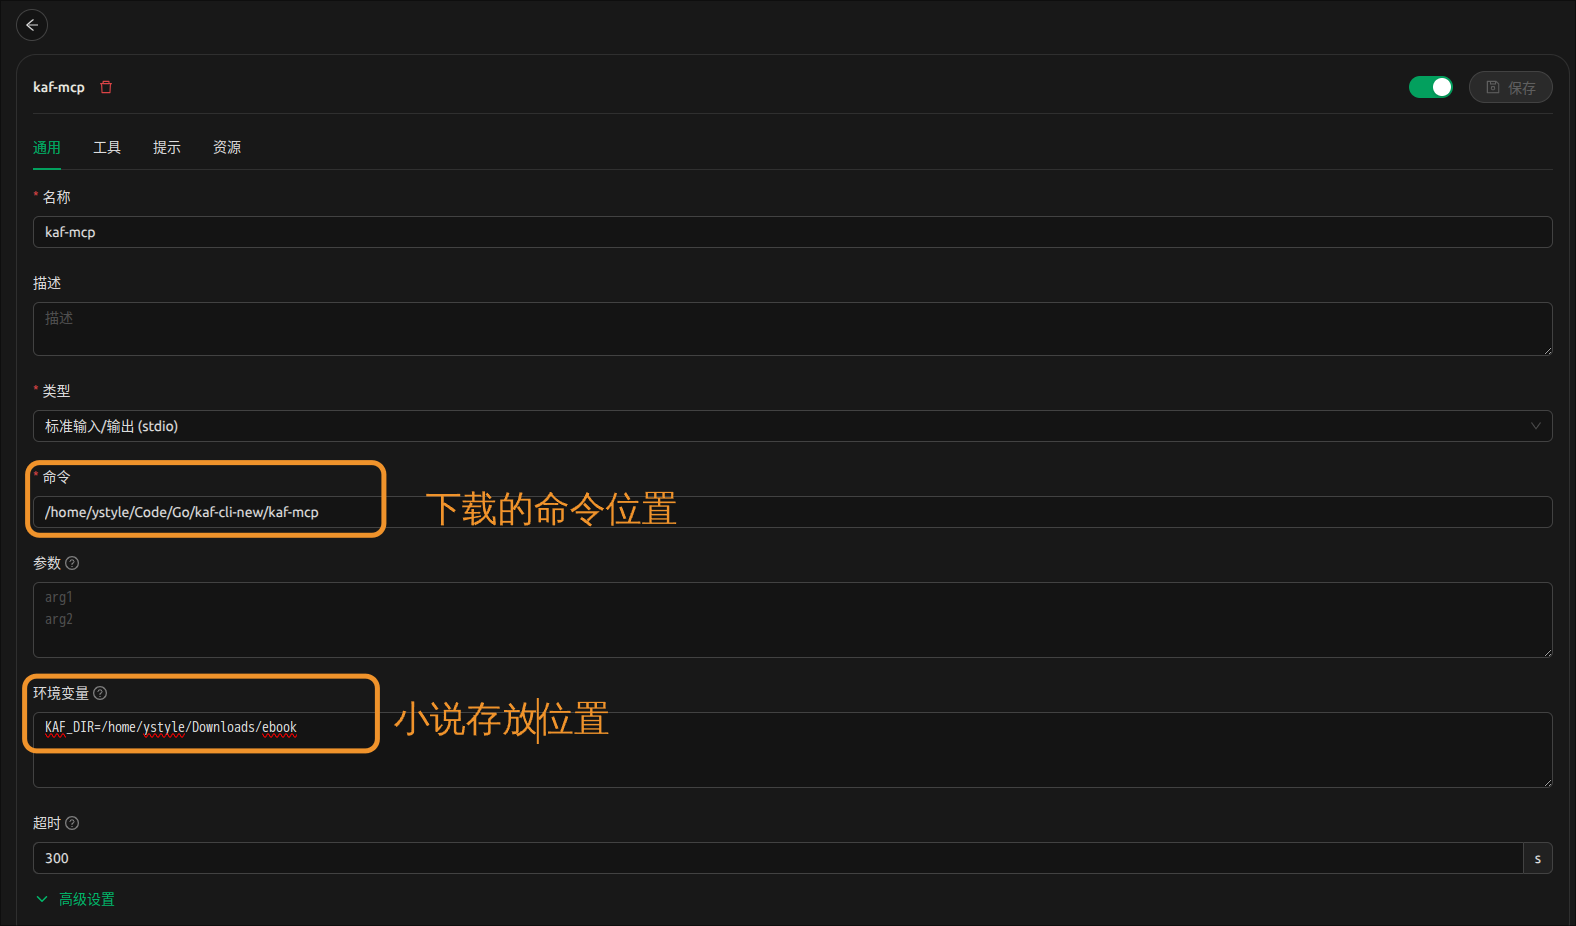 kaf-mcp
保存
通用 工具 提示 资源
* 名称
kaf-mcp
描述
描述
* 类型
标准输入/输出 (stdio)
* 命令
/home/ystyle/Code/Go/kaf-cli-new/kaf-mcp
下载的命令位置
参数
arg1
arg2
环境变量
KAF_DIR=/home/ystyle/Downloads/ebook
小说存放位置
超时
300
s
高级设置